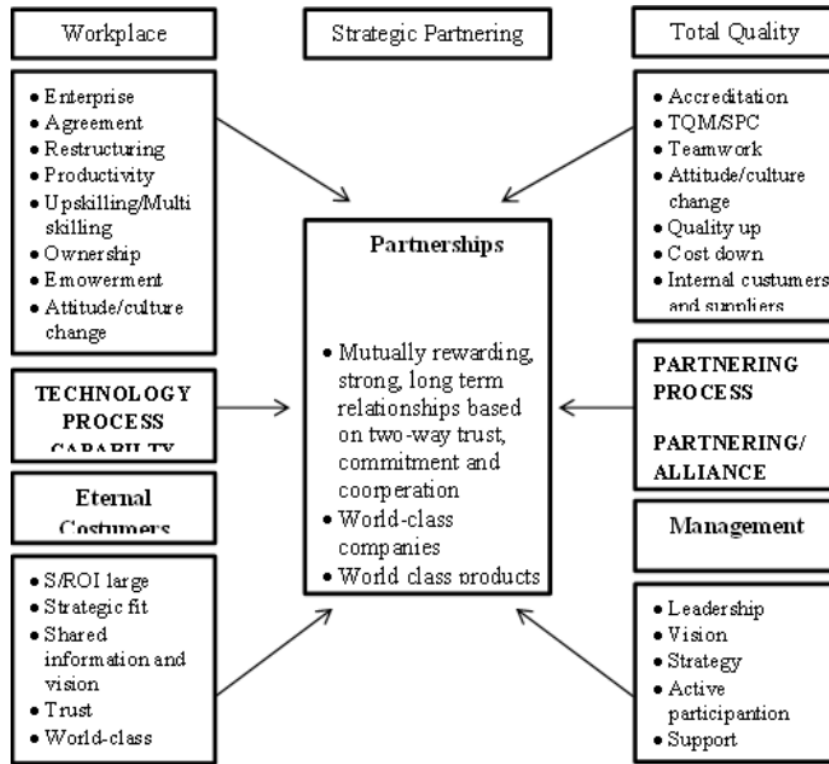 Workplace
Strategic Partnering
Total Quality
• Enterprise
• Agreement
• Restructuring
• Productivity
• Upskilling/Multi
skilling
• Ownership
• Emowerment
• Attitude/culture
change
• Accreditation
• TQM/SPC
• Teamwork
• Attitude/culture
change
• Quality up
• Cost down
• Internal custumers
and suppliers
Partnerships
• Mutually rewarding,
strong, long term
relationships based
on two-way trust,
commitment and
coorperation
• World-class
companies
• World class products
TECHNOLOGY
PROCESS
CAPABILTY
PARTNERING
PROCESS
PARTNERING/
ALLIANCE
Eternal
Costumers
Management
• S/ROI large
• Strategic fit
• Shared
information and
vision
• Trust
• World-class
• Leadership
• Vision
• Strategy
• Active
participantion
• Support